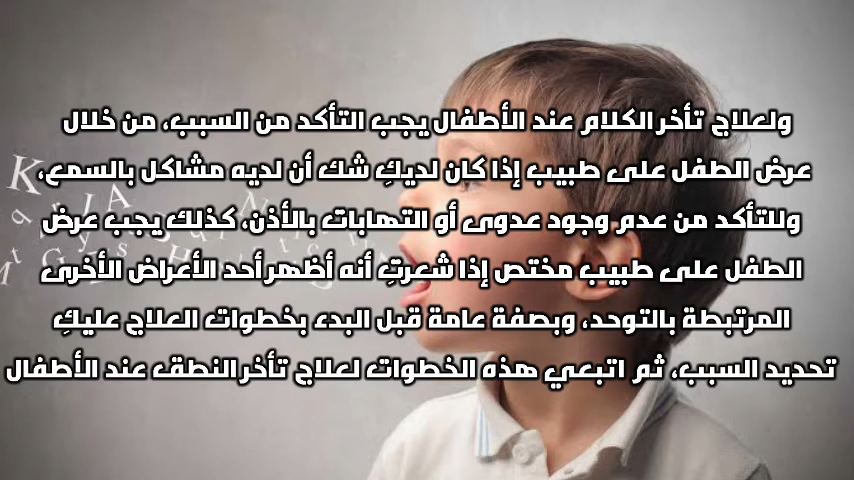 ولعلاج تأخر الكلام عند الأطفال يجب التأكد من السبب، من خلال
عرض الطفل على طبيب إذا كان لديكِ شك أن لديه مشاكل بالسمع،
وللتأكد من عدم وجود عدوى أو التهابات بالأذن، كذلك يجب عرض
الطفل على طبيب مختص إذا شعرتِ أنه أظهر أحد الأعراض الأخرى
المرتبطة بالتوحد، وبصفة عامة قبل البدء بخطوات العلاج عليكِ
تحديد السبب، ثم اتبعي هذه الخطوات لعلاج تأخر النطق عند الأطفال